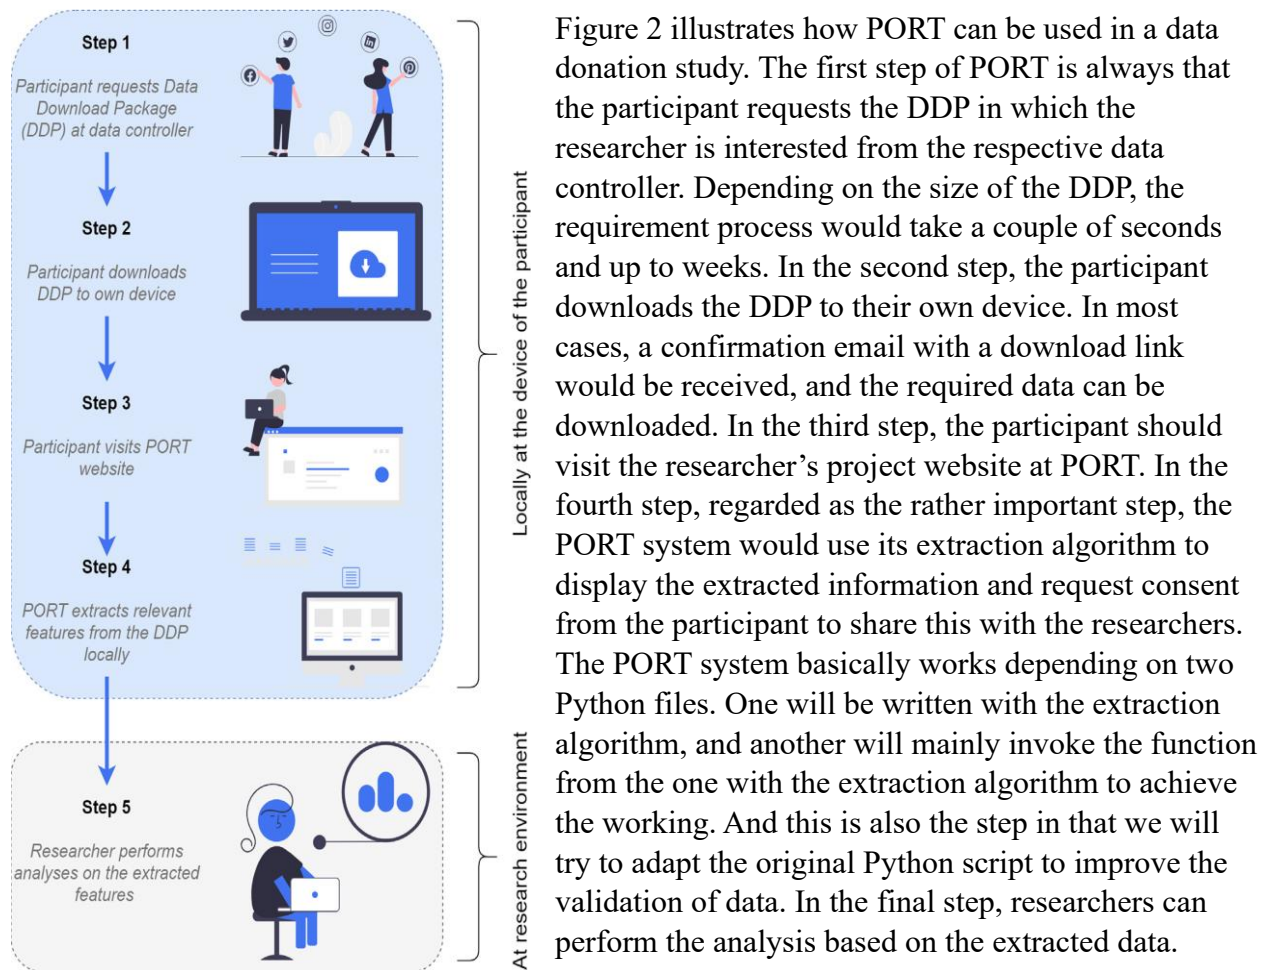 Step 1
Participant requests Data
Download Package
(DDP) at data controller
Step 2
Participant downloads
DDP to own device
Step 3
Participant visits PORT
website
Step 4
PORT extracts relevant
features from the DDP
locally
Step 5
Researcher performs
analyses on the extracted
features
Locally at the device of the participant
At research environment
Figure 2 illustrates how PORT can be used in a data
donation study. The first step of PORT is always that
the participant requests the DDP in which the
researcher is interested from the respective data
controller. Depending on the size of the DDP, the
requirement process would take a couple of seconds
and up to weeks. In the second step, the participant
downloads the DDP to their own device. In most
cases, a confirmation email with a download link
would be received, and the required data can be
downloaded. In the third step, the participant should
visit the researcher’s project website at PORT. In the
fourth step, regarded as the rather important step, the
PORT system would use its extraction algorithm to
display the extracted information and request consent
from the participant to share this with the researchers.
The PORT system basically works depending on two
Python files. One will be written with the extraction
algorithm, and another will mainly invoke the function
from the one with the extraction algorithm to achieve
the working. And this is also the step in that we will
try to adapt the original Python script to improve the
validation of data. In the final step, researchers can
perform the analysis based on the extracted data.